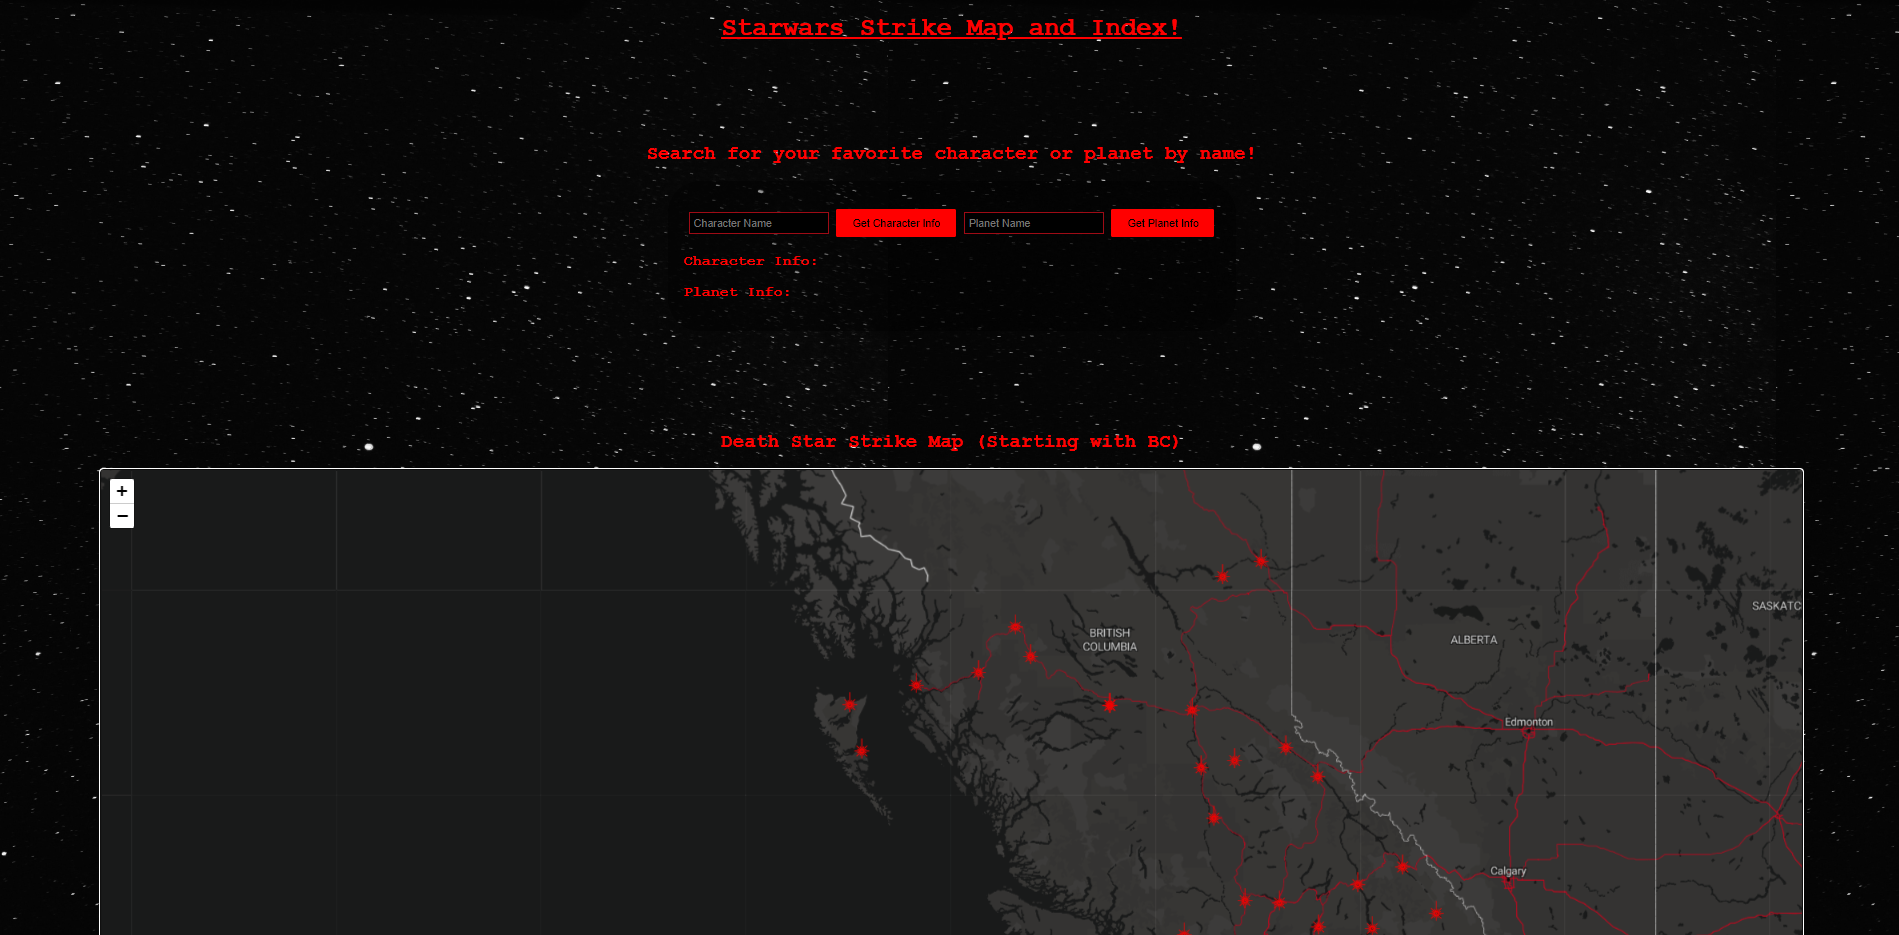 Starwars Strike Map and Index!
Search for your favorite character or planet by name!
Character Name Get Character Info Planet Name Get Planet Info
Character Info:
Planet Info:
Death Star Strike Map (Starting with BC)
+
−
SASKATC
BRITISH
COLUMBIA
ALBERTA
Edmonton
Calgary